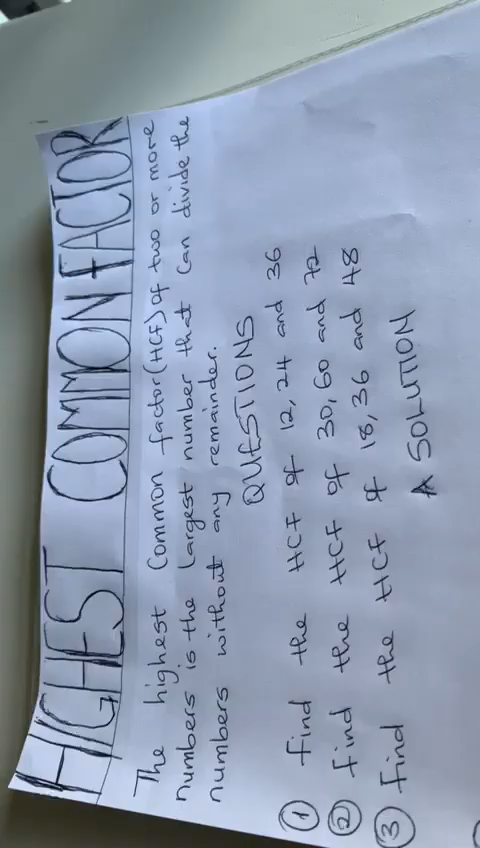 HIGHEST COMMON FACTOR
The highest Common factor (HCF) of two or more
numbers is the Largest number that can divide the
numbers without any remainder.
QUESTIONS
① find the HCF of 12, 24 and 36
② find the HCF of 30, 60 and 72
③ find the HCF of 18, 36 and 48
A SOLUTION